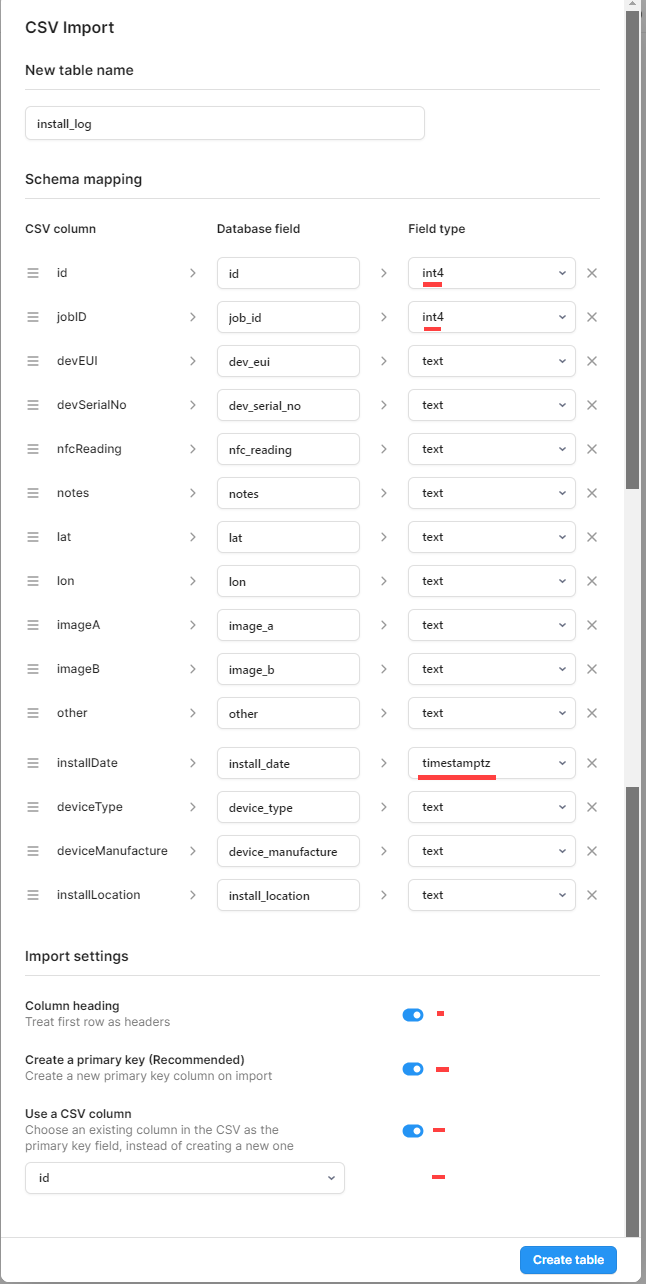 CSV Import
New table name
install_log
Schema mapping
CSV column Database field Field type
id id int4
jobID job_id int4
devEUI dev_eui text
devSerialNo dev_serial_no text
nfcReading nfc_reading text
notes notes text
lat lat text
lon lon text
imageA image_a text
imageB image_b text
other other text
installDate install_date timestamptz
deviceType device_type text
deviceManufacture device_manufacture text
installLocation install_location text
Import settings
Column heading
Treat first row as headers
Create a primary key (Recommended)
Create a new primary key column on import
Use a CSV column
Choose an existing column in the CSV as the
primary key field, instead of creating a new one
id
Create table